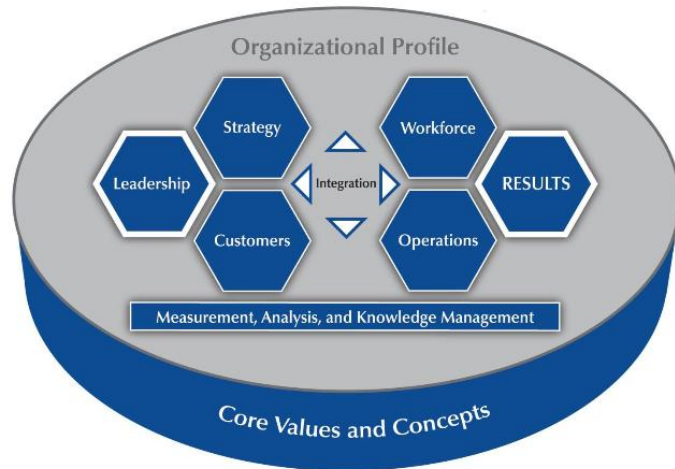 Organizational Profile
Strategy
Workforce
Leadership
Integration
RESULTS
Customers
Operations
Measurement, Analysis, and Knowledge Management
Core Values and Concepts